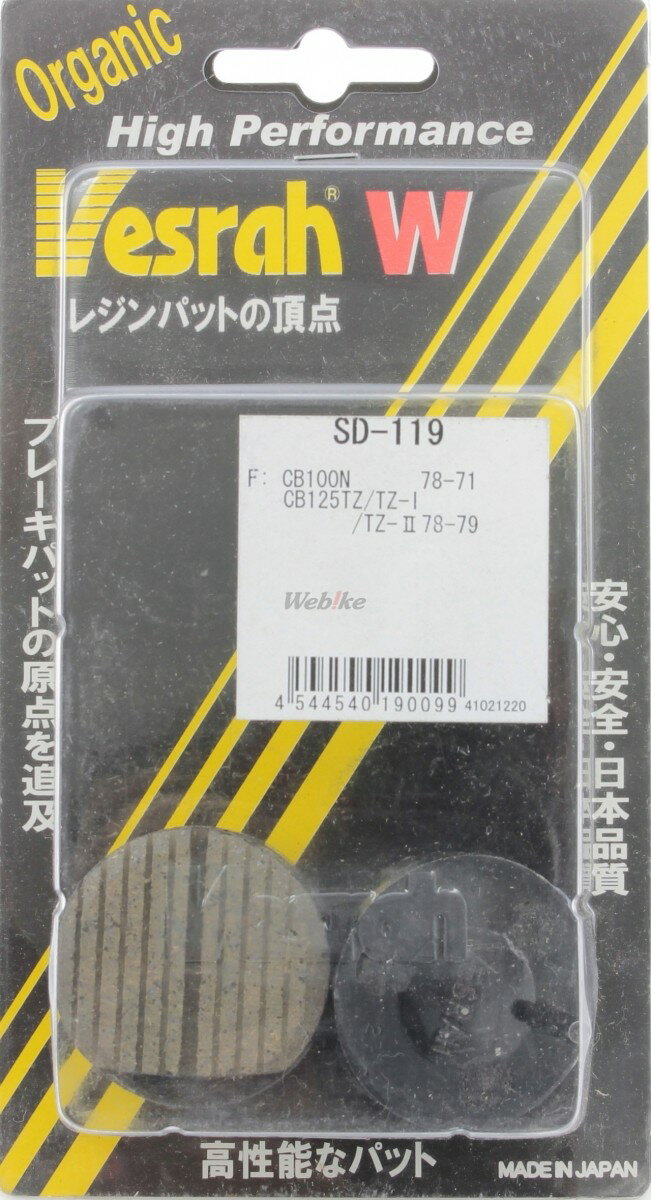 Organic
High Performance
Vesrah® W
レジンパットの頂点
ブレーキパットの原点を追及
SD-119
F: CB100N 78-71
CB125TZ/TZ-I
/TZ-Ⅱ 78-79
Web!ke
4 544540 190099 41021220
安心・安全・日本品質
高性能なパット
MADE IN JAPAN